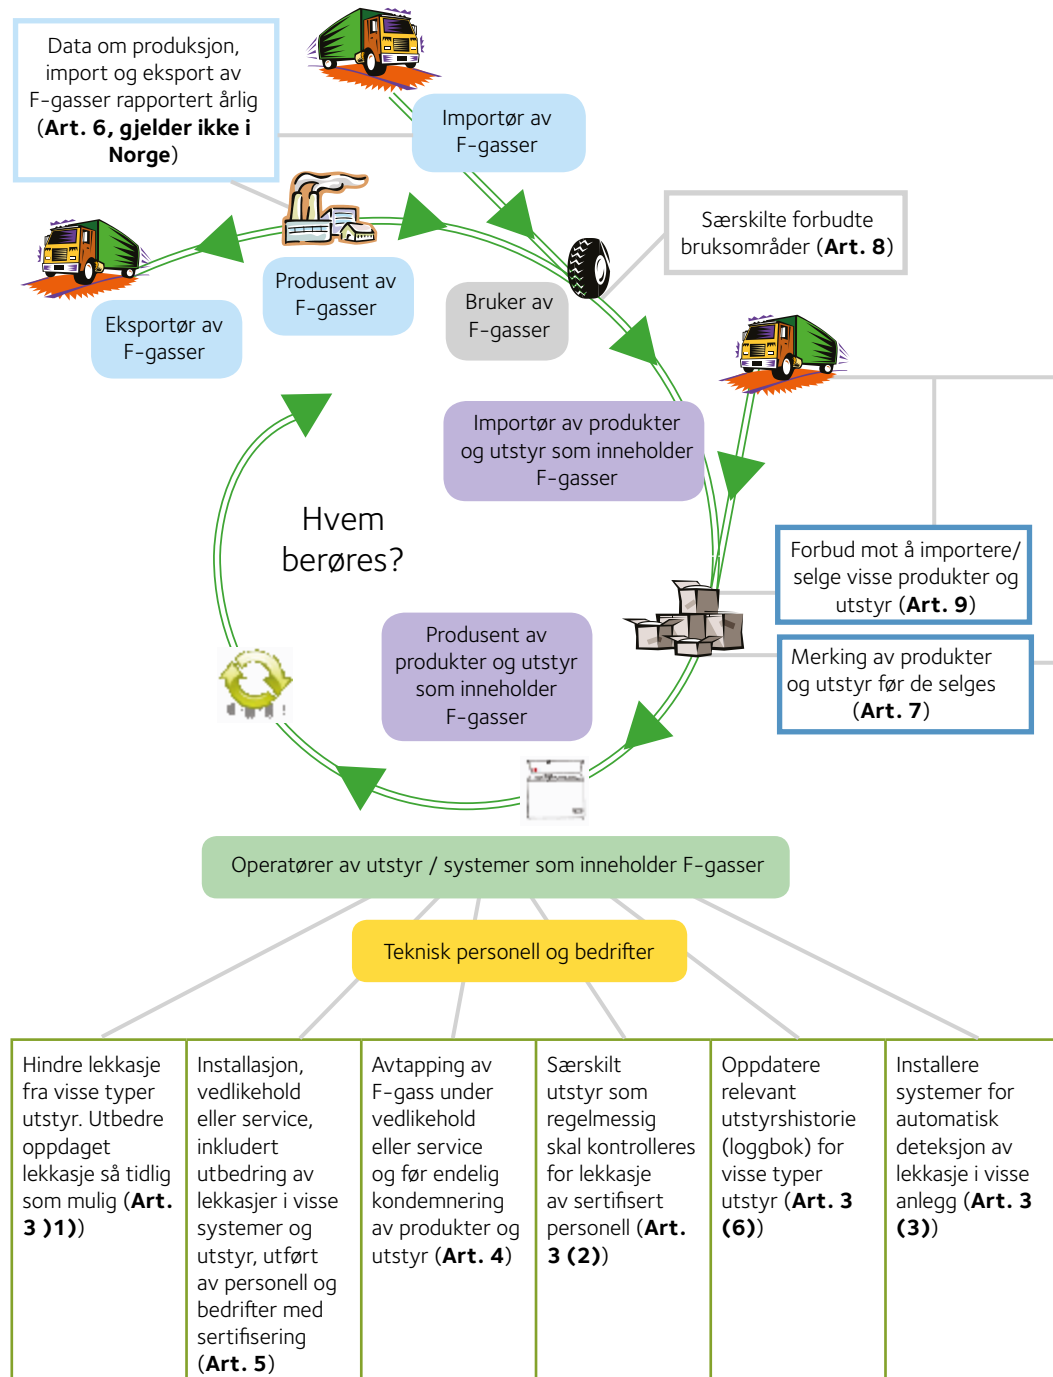 Data om produksjon,
import og eksport av
F-gasser rapportert årlig
(Art. 6, gjelder ikke i
Norge)
Importør av
F-gasser
Særskilte forbudte
bruksområder (Art. 8)
Produsent av
F-gasser
Bruker av
F-gasser
Eksportør av
F-gasser
Importør av produkter
og utstyr som inneholder
F-gasser
Hvem
berøres?
Forbud mot å importere/
selge visse produkter og
utstyr (Art. 9)
Produsent av
produkter og utstyr
som inneholder
F-gasser
Merking av produkter
og utstyr før de selges
(Art. 7)
Operatører av utstyr / systemer som inneholder F-gasser
Teknisk personell og bedrifter
Hindre lekkasje
fra visse typer
utstyr. Utbedre
oppdaget
lekkasje så tidlig
som mulig (Art.
3 )1))
Installasjon,
vedlikehold
eller service,
inkludert
utbedring av
lekkasjer i visse
systemer og
utstyr, utført
av personell og
bedrifter med
sertifisering
(Art. 5)
Avtapping av
F-gass under
vedlikehold
eller service
og før endelig
kondemnering
av produkter og
utstyr (Art. 4)
Særskilt
utstyr som
regelmessig
skal kontrolleres
for lekkasje
av sertifisert
personell (Art.
3 (2))
Oppdatere
relevant
utstyrshistorie
(loggbok) for
visse typer
utstyr (Art. 3
(6))
Installere
systemer for
automatisk
deteksjon av
lekkasje i visse
anlegg (Art. 3
(3))